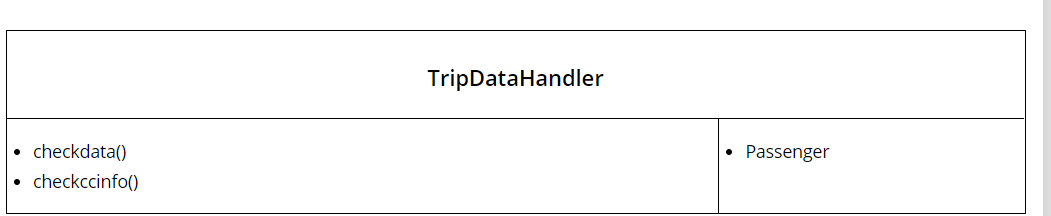 TripDataHandler
checkdata()
checkccinfo()
Passenger